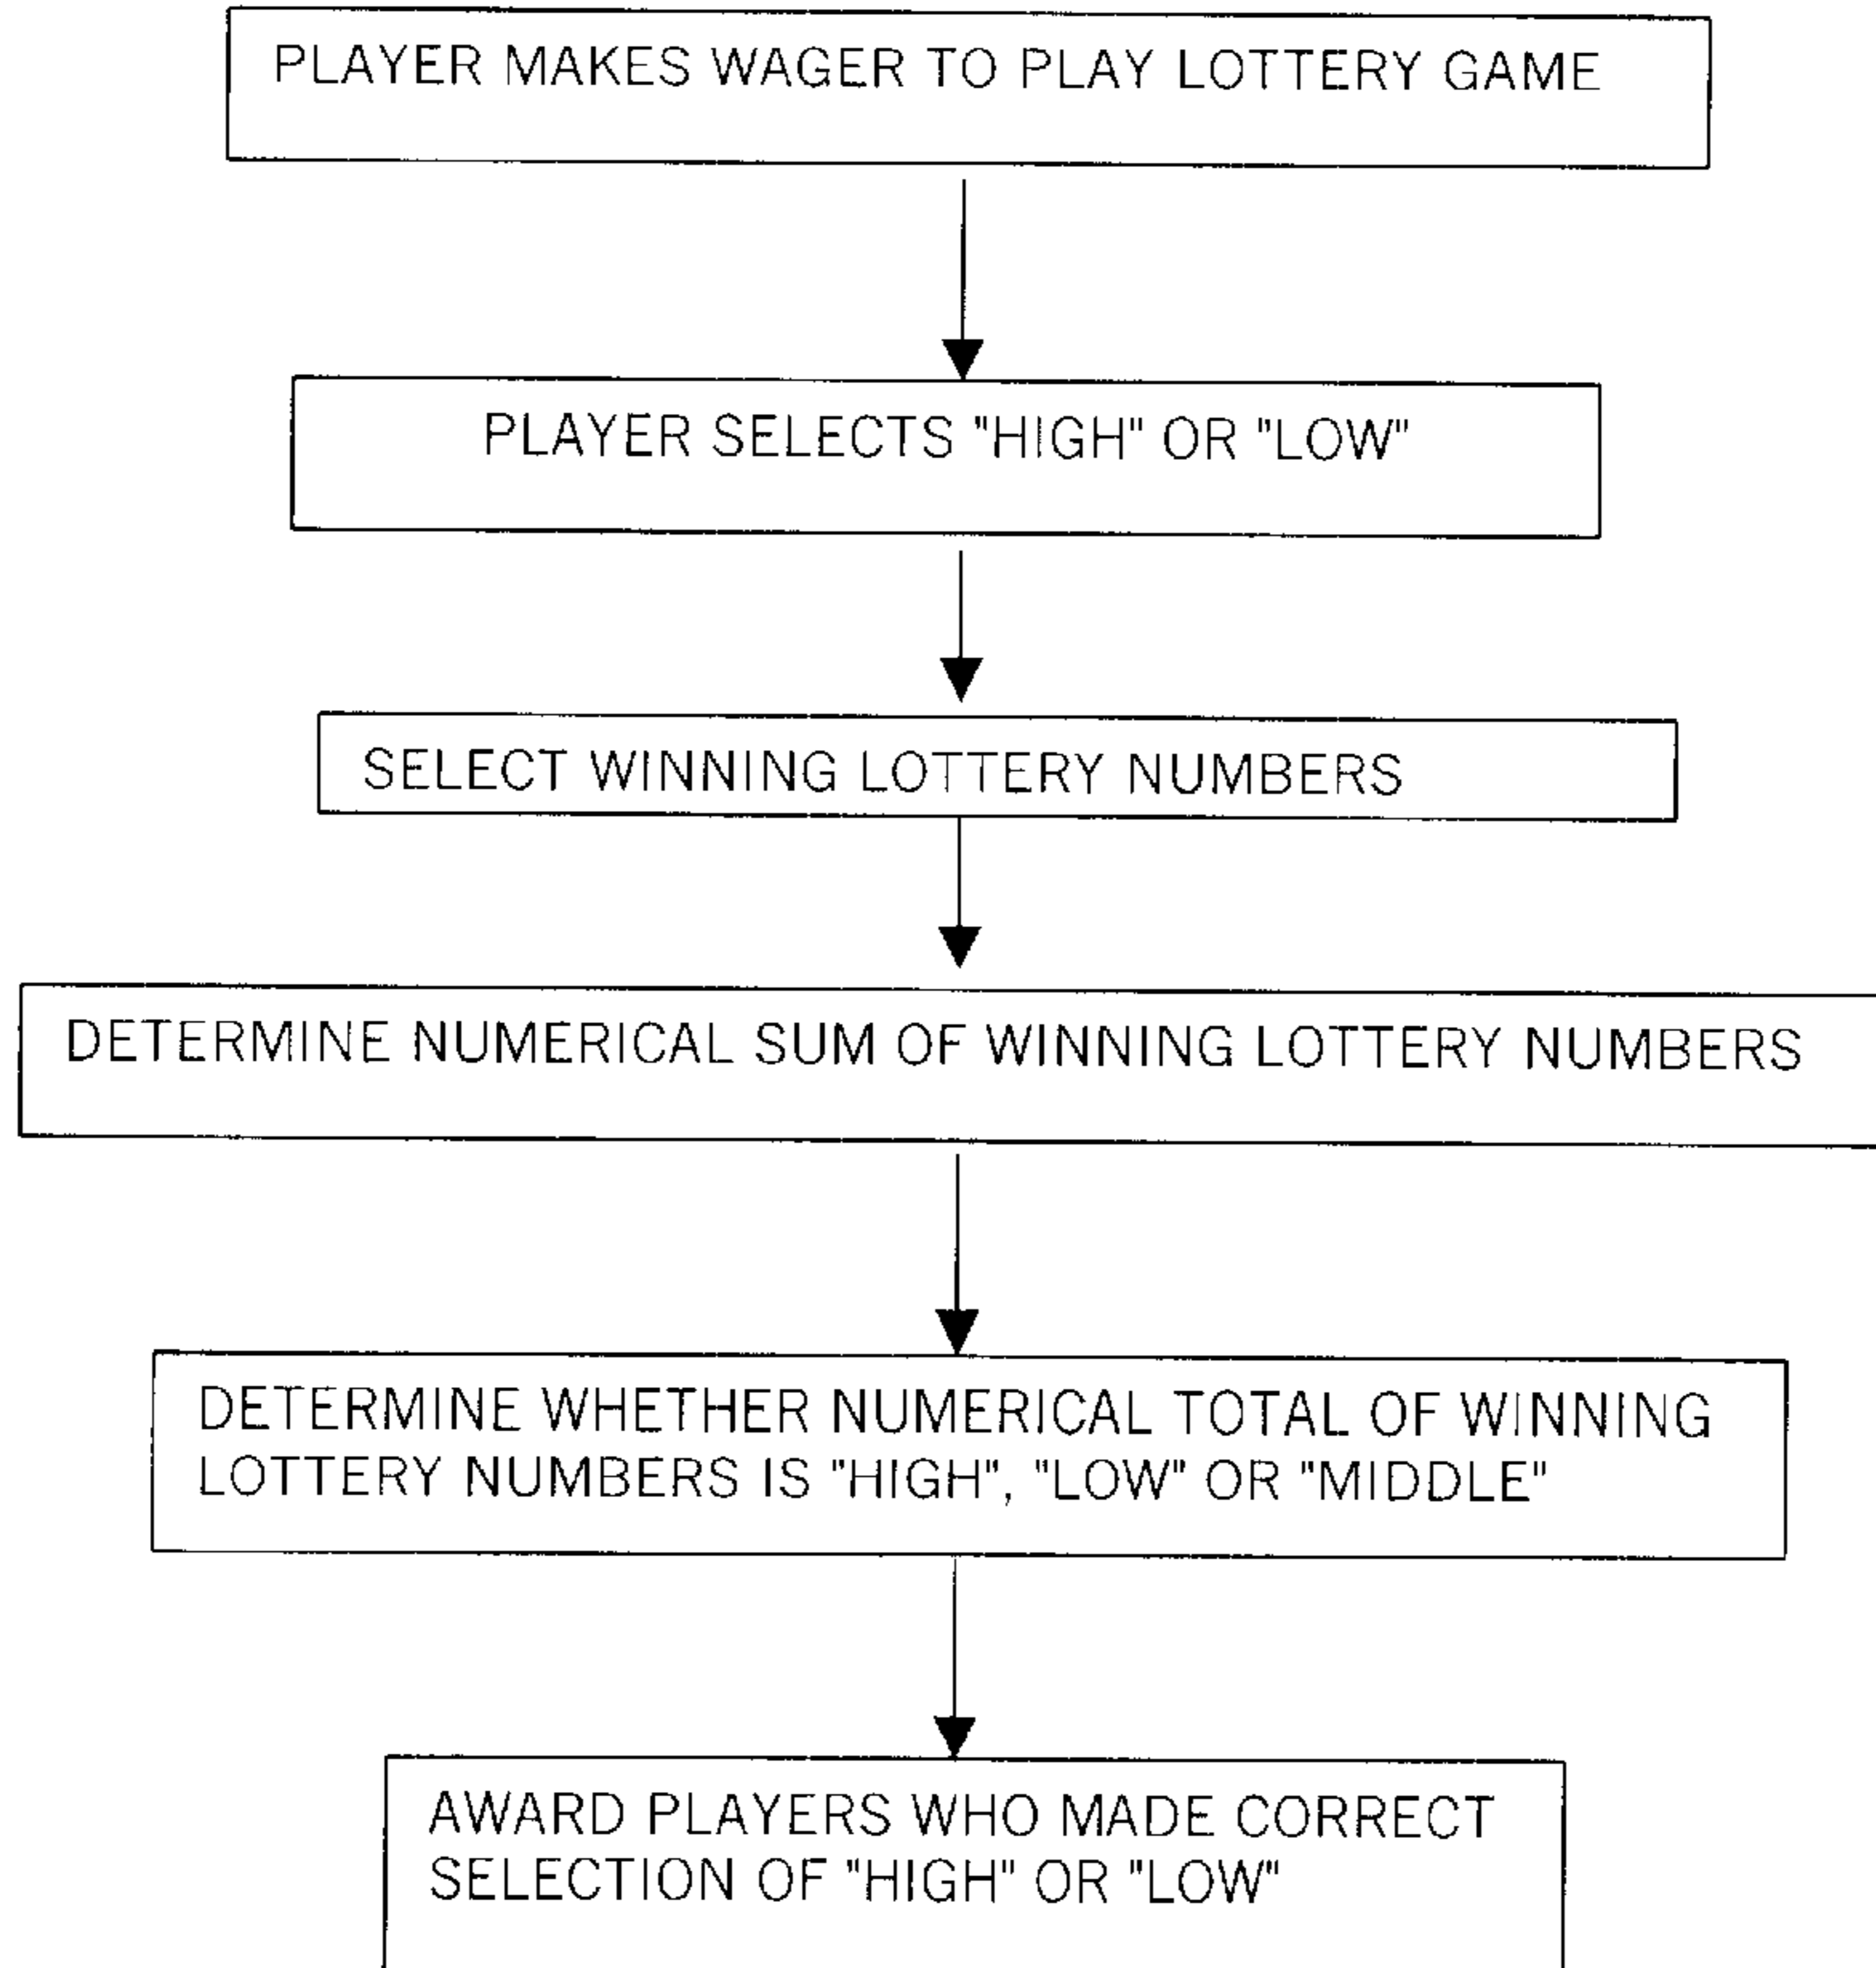 PLAYER MAKES WAGER TO PLAY LOTTERY GAME
PLAYER SELECTS "HIGH" OR "LOW"
SELECT WINNING LOTTERY NUMBERS
DETERMINE NUMERICAL SUM OF WINNING LOTTERY NUMBERS
DETERMINE WHETHER NUMERICAL TOTAL OF WINNING
LOTTERY NUMBERS IS "HIGH", "LOW" OR "MIDDLE"
AWARD PLAYERS WHO MADE CORRECT
SELECTION OF "HIGH" OR "LOW"